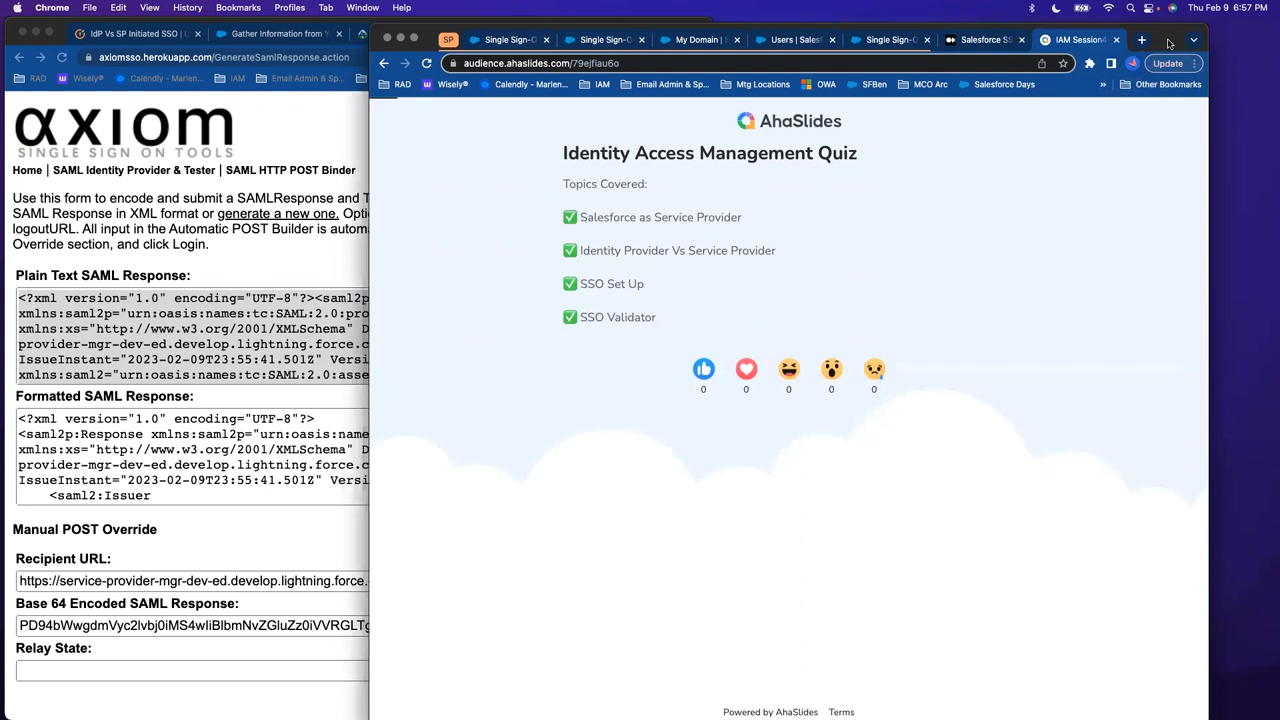 Chrome File Edit View History Bookmarks Profiles Tab Window Help Thu Feb 9 6:57 PM
IdP Vs SP Initiated SSO | U Gather Information from Y
axiomsso.herokuapp.com/GenerateSamlResponse.action
RAD Wisely® Calendly - Marlen... IAM Email Admin & Sp...
αxiom
SINGLE SIGN ON TOOLS
Home | SAML Identity Provider & Tester | SAML HTTP POST Binder
Use this form to encode and submit a SAMLResponse and T
SAML Response in XML format or generate a new one. Opti
logoutURL. All input in the Automatic POST Builder is autom
Override section, and click Login.
Plain Text SAML Response:
<?xml version="1.0" encoding="UTF-8"?><saml2p
xmlns:saml2p="urn:oasis:names:tc:SAML:2.0:pro
xmlns:xs="http://www.w3.org/2001/XMLSchema" D
provider-mgr-dev-ed.develop.lightning.force.c
IssueInstant="2023-02-09T23:55:41.501Z" Versi
xmlns:saml2="urn:oasis:names:tc:SAML:2.0:asse
Formatted SAML Response:
<?xml version="1.0" encoding="UTF-8"?>
<saml2p:Response xmlns:saml2p="urn:oasis:name
xmlns:xs="http://www.w3.org/2001/XMLSchema" D
provider-mgr-dev-ed.develop.lightning.force.c
IssueInstant="2023-02-09T23:55:41.501Z" Versi
<saml2:Issuer
Manual POST Override
Recipient URL:
https://service-provider-mgr-dev-ed.develop.lightning.force.
Base 64 Encoded SAML Response:
Relay State:
SP Single Sign-O Single Sign-O My Domain | S Users | Salesf Single Sign-O Salesforce SS IAM Session4
audience.ahaslides.com/79ejfiau6o Update
RAD Wisely® Calendly - Marlen... IAM Email Admin & Sp... Mtg Locations OWA SFBen MCO Arc Salesforce Days » Other Bookmarks
AhaSlides
Identity Access Management Quiz
Topics Covered:
✅ Salesforce as Service Provider
✅ Identity Provider Vs Service Provider
✅ SSO Set Up
✅ SSO Validator
0 0 0 0 0
Powered by AhaSlides Terms